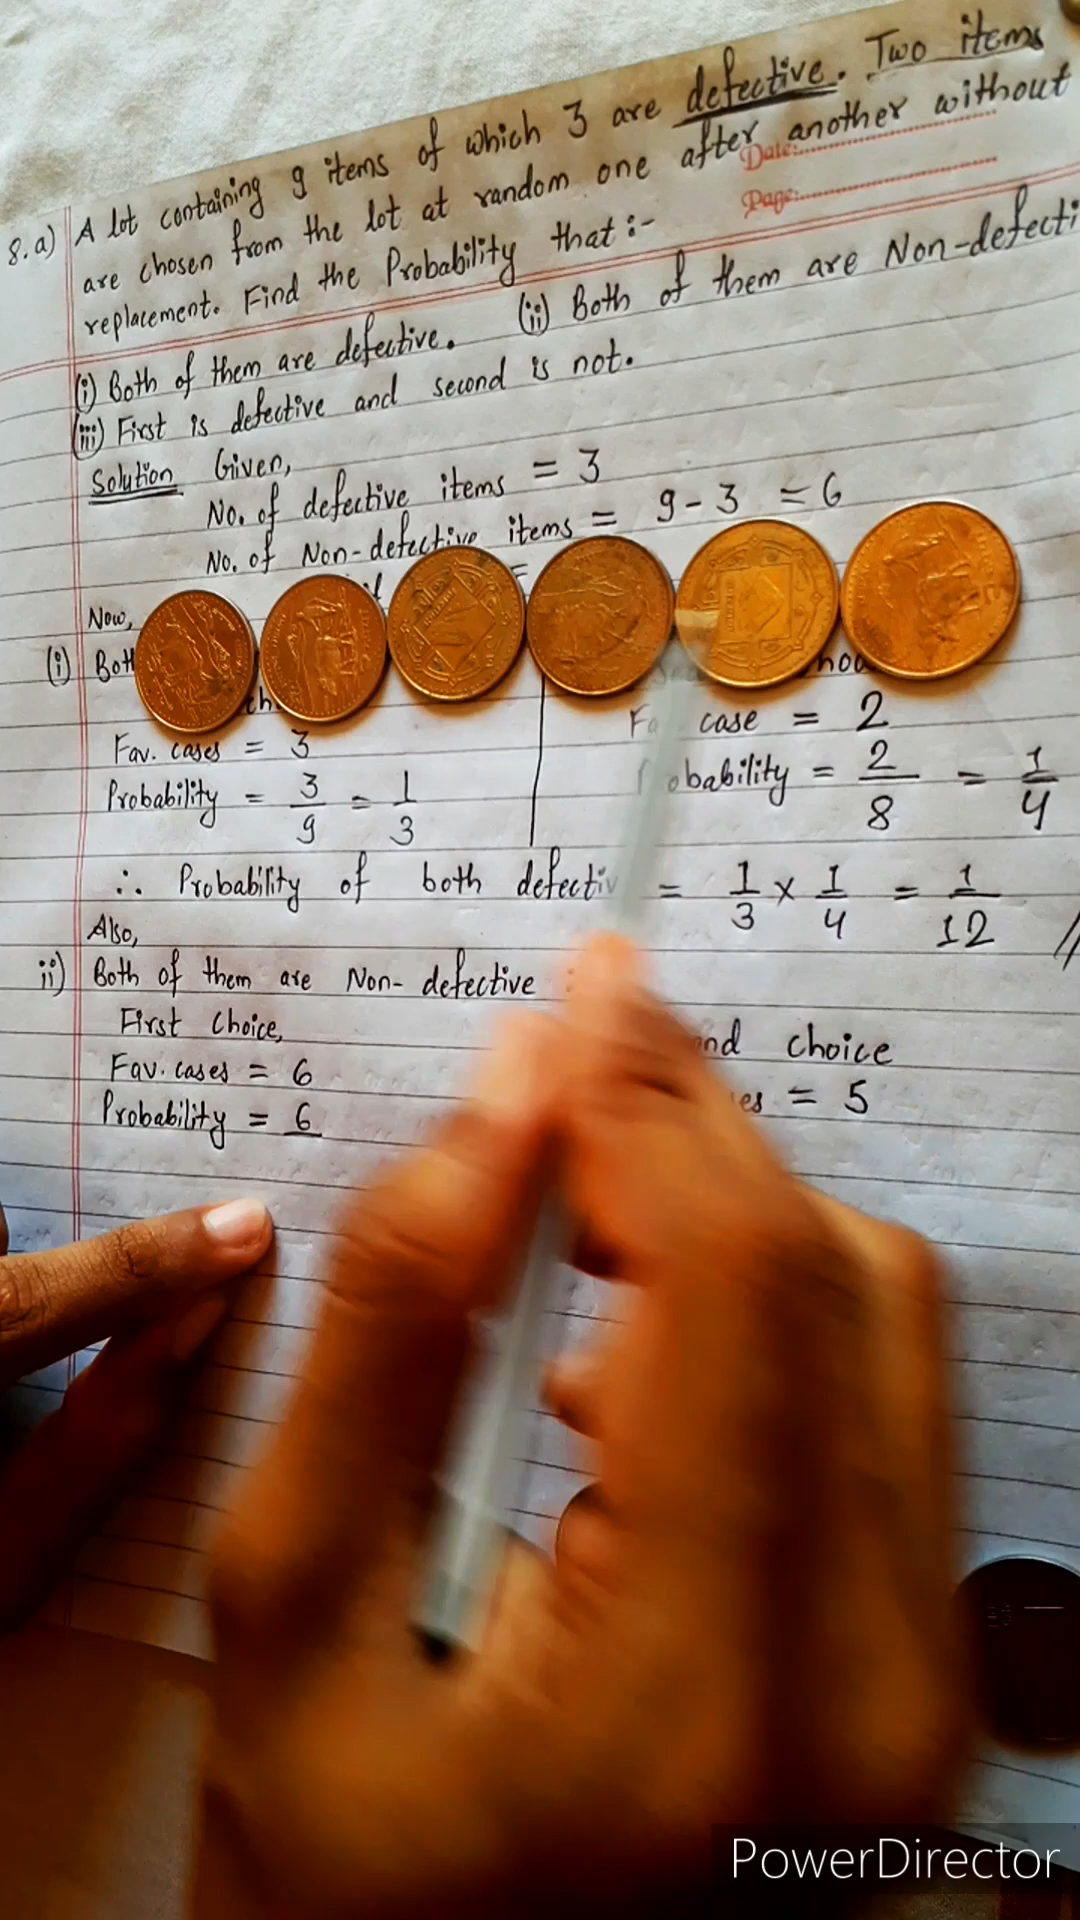 8.a) A lot containing 9 items of which 3 are defective. Two items
are chosen from the lot at random one after another without
replacement. Find the Probability that :-
Date:
Page:
(i) Both of them are defective. (ii) Both of them are Non-defecti
(iii) First is defective and second is not.
Solution Given,
No. of defective items = 3
No. of Non-defective items = 9 - 3 = 6
=
Now,
(i) Both
Fav. cases = 3 case = 2
Probability = 3/9 = 1/3 obability = 2/8 = 1/4
∴ Probability of both defectiv = 1/3 × 1/4 = 1/12 //
Also,
ii) Both of them are Non-defective :
First Choice, nd choice
Fav. cases = 6 es = 5
Probability = 6
PowerDirector